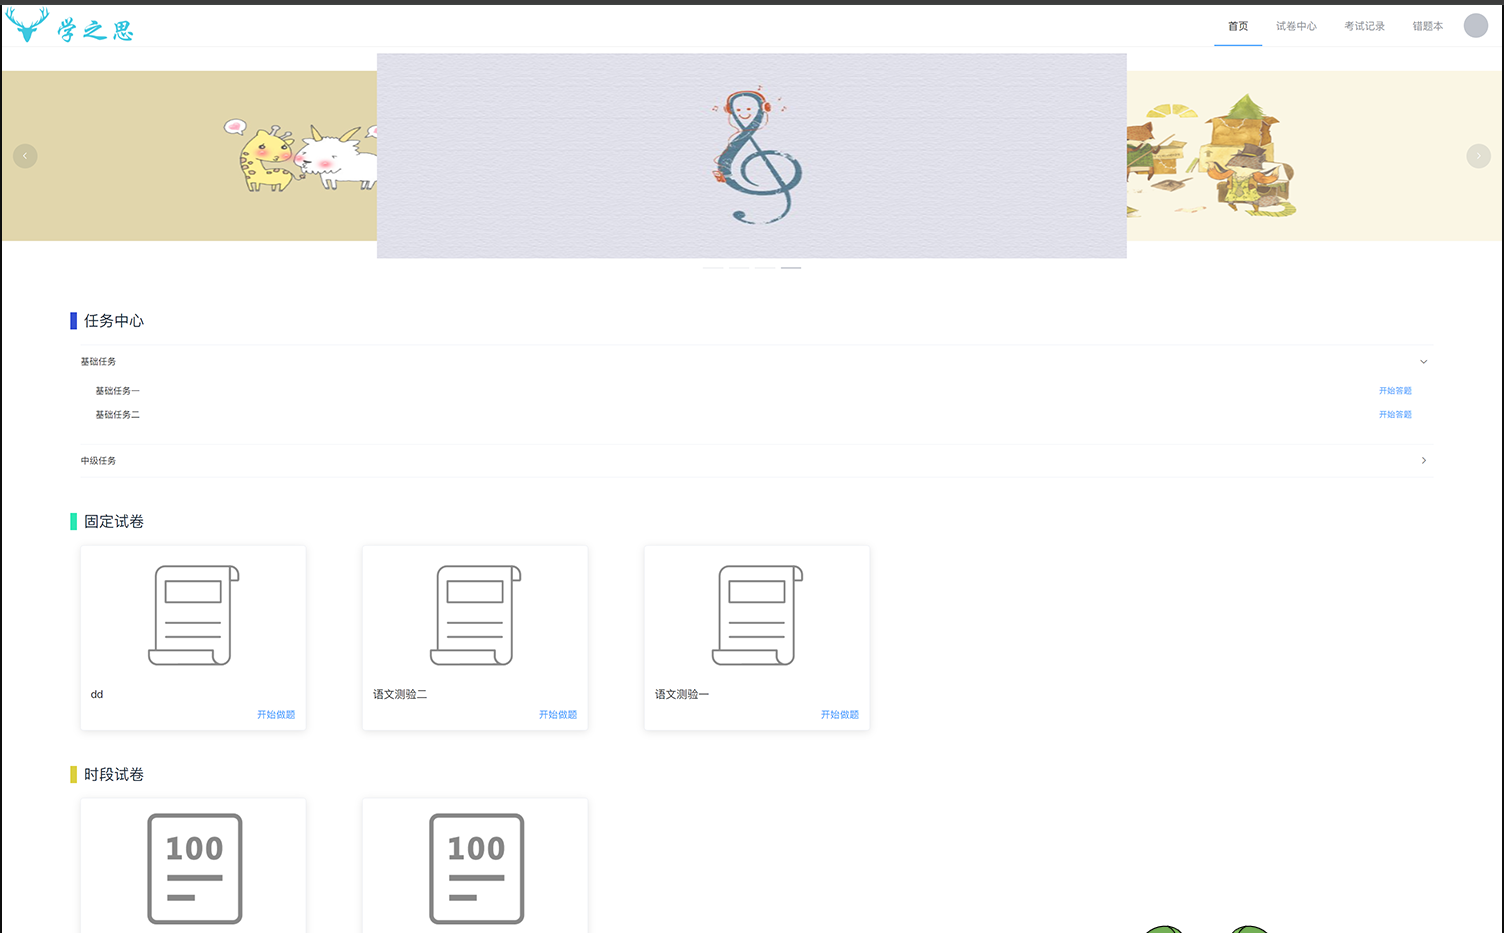 学之思
首页 试卷中心 考试记录 错题本
任务中心
基础任务
基础任务一 开始答题
基础任务二 开始答题
中级任务
固定试卷
dd 语文测验二 语文测验一
开始做题 开始做题 开始做题
时段试卷
100 100